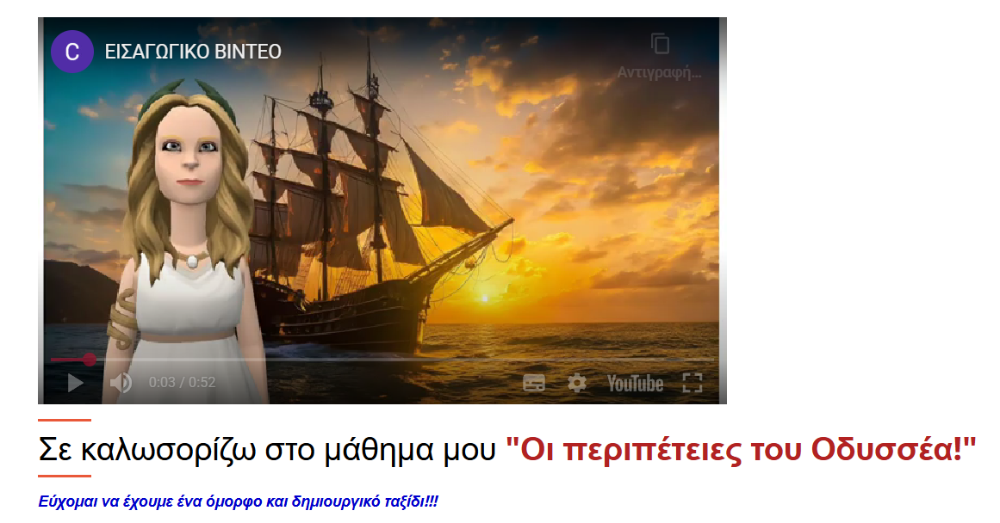 C ΕΙΣΑΓΩΓΙΚΟ ΒΙΝΤΕΟ
Αντιγραφή...
0:03 / 0:52 YouTube
Σε καλωσορίζω στο μάθημα μου "Οι περιπέτειες του Οδυσσέα!"
Εύχομαι να έχουμε ένα όμορφο και δημιουργικό ταξίδι!!!